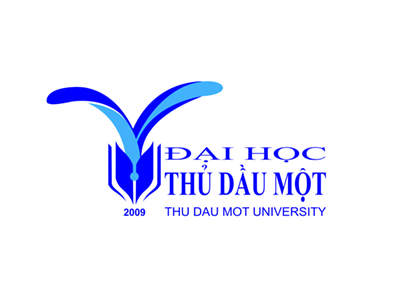 ĐẠI HỌC
THỦ DẦU MỘT
2009
THU DAU MOT UNIVERSITY